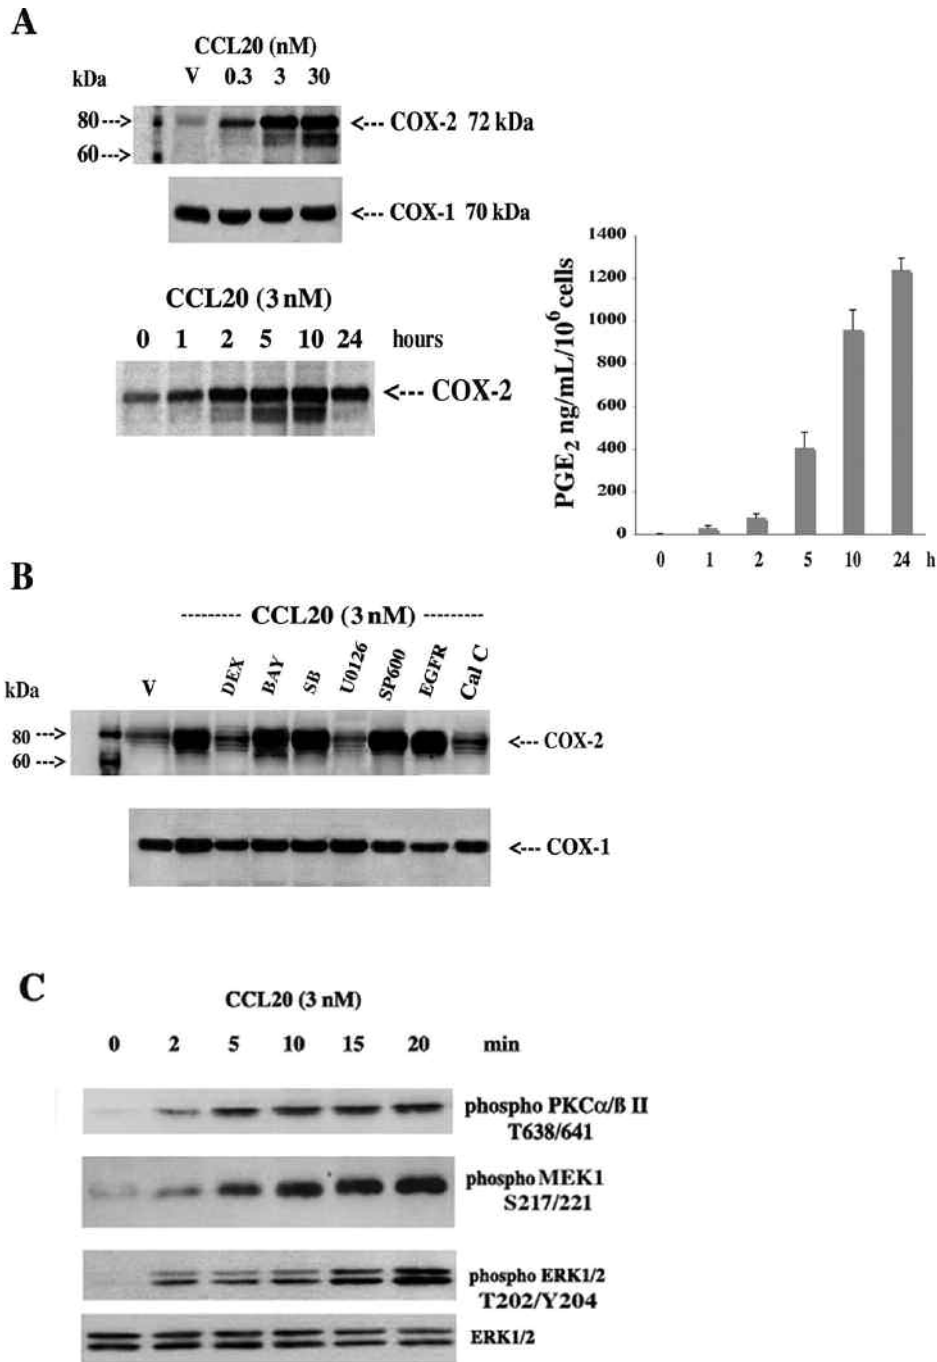 A
CCL20 (nM)
kDa V 0.3 3 30
80 ---> <--- COX-2 72 kDa
60 --->
<--- COX-1 70 kDa
CCL20 (3 nM)
0 1 2 5 10 24 hours
<--- COX-2
PGE2 ng/mL/10^6 cells
1400
1200
1000
800
600
400
200
0
0 1 2 5 10 24 h
B
--------- CCL20 (3 nM) ---------
kDa V DEX BAY SB U0126 SP600 EGFR Cal C
80 ---> <--- COX-2
60 --->
<--- COX-1
C
CCL20 (3 nM)
0 2 5 10 15 20 min
phospho PKCα/ß II
T638/641
phospho MEK1
S217/221
phospho ERK1/2
T202/Y204
ERK1/2